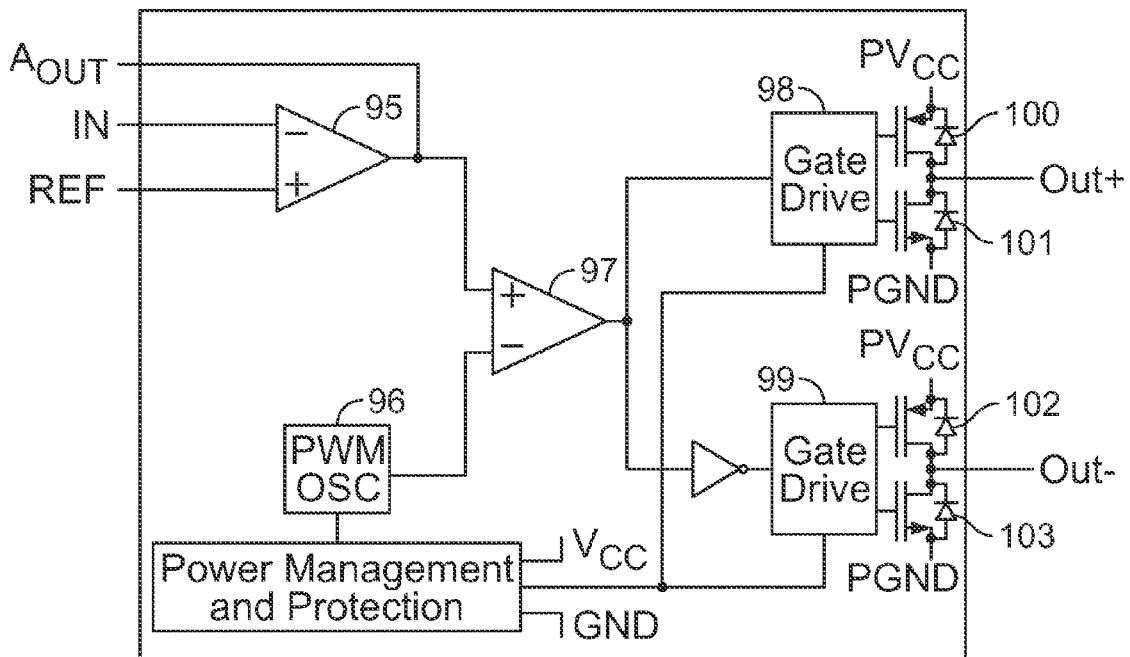 AOUT
IN
REF
95
−
+
97
+
−
96
PWM
OSC
Power Management
and Protection
VCC
GND
98
Gate
Drive
PVCC
100
Out+
101
PGND
99
Gate
Drive
PVCC
102
Out-
103
PGND